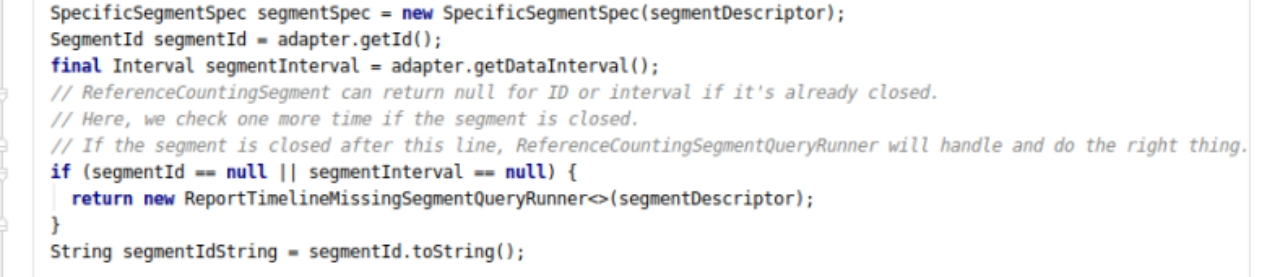 SpecificSegmentSpec segmentSpec = new SpecificSegmentSpec(segmentDescriptor);
SegmentId segmentId = adapter.getId();
final Interval segmentInterval = adapter.getDataInterval();
// ReferenceCountingSegment can return null for ID or interval if it's already closed.
// Here, we check one more time if the segment is closed.
// If the segment is closed after this line, ReferenceCountingSegmentQueryRunner will handle and do the right thing.
if (segmentId == null || segmentInterval == null) {
  return new ReportTimelineMissingSegmentQueryRunner<>(segmentDescriptor);
}
String segmentIdString = segmentId.toString();